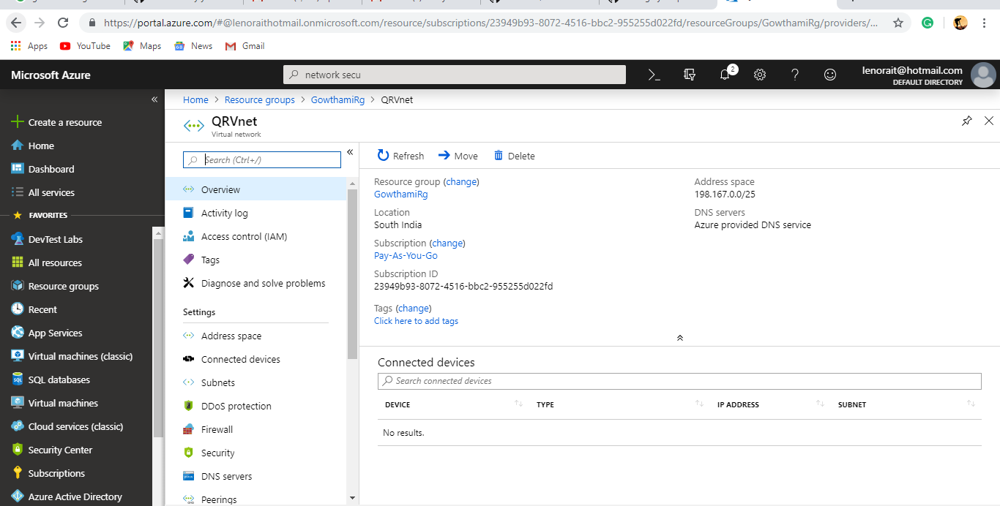 https://portal.azure.com/#@lenoraithotmail.onmicrosoft.com/resource/subscriptions/23949b93-8072-4516-bbc2-955255d022fd/resourceGroups/GowthamiRg/providers/...
Apps YouTube Maps News Gmail
Microsoft Azure
network secu
2
lenorait@hotmail.com
DEFAULT DIRECTORY
Create a resource
Home
Dashboard
All services
FAVORITES
DevTest Labs
All resources
Resource groups
Recent
App Services
Virtual machines (classic)
SQL databases
Virtual machines
Cloud services (classic)
Security Center
Subscriptions
Azure Active Directory
Home > Resource groups > GowthamiRg > QRVnet
QRVnet
Virtual network
Search (Ctrl+/)
Overview
Activity log
Access control (IAM)
Tags
Diagnose and solve problems
Settings
Address space
Connected devices
Subnets
DDoS protection
Firewall
Security
DNS servers
Peerings
Refresh Move Delete
Resource group (change)
GowthamiRg
Location
South India
Subscription (change)
Pay-As-You-Go
Subscription ID
23949b93-8072-4516-bbc2-955255d022fd
Tags (change)
Click here to add tags
Address space
198.167.0.0/25
DNS servers
Azure provided DNS service
Connected devices
Search connected devices
DEVICE TYPE IP ADDRESS SUBNET
No results.